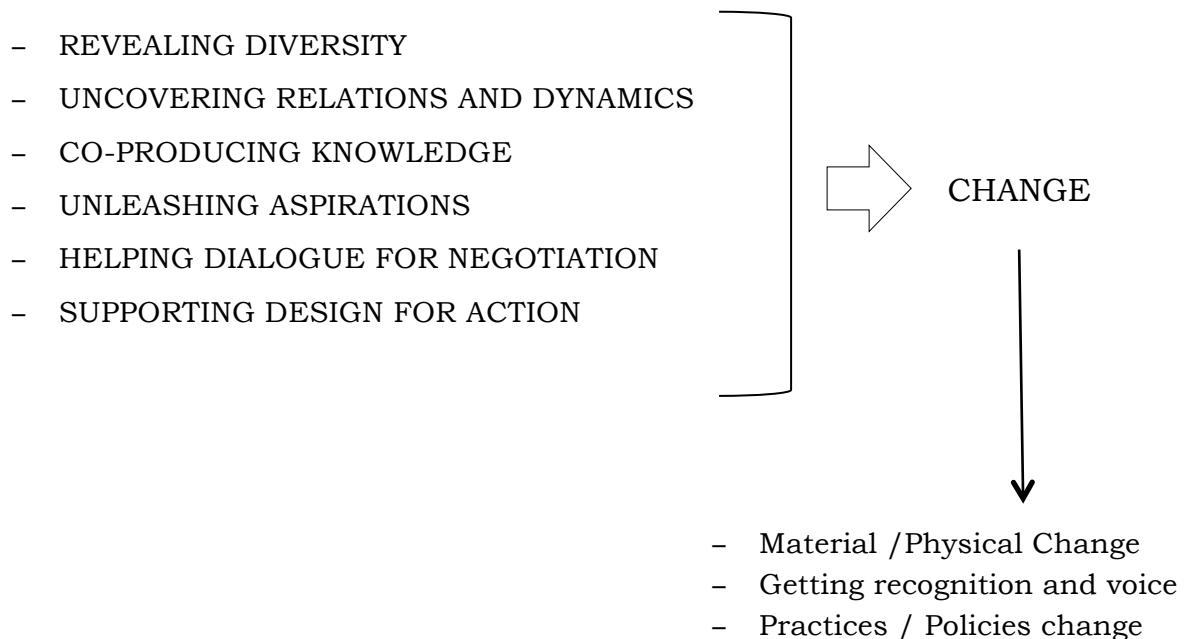 – REVEALING DIVERSITY
– UNCOVERING RELATIONS AND DYNAMICS
– CO-PRODUCING KNOWLEDGE
– UNLEASHING ASPIRATIONS
– HELPING DIALOGUE FOR NEGOTIATION
– SUPPORTING DESIGN FOR ACTION
CHANGE
– Material /Physical Change
– Getting recognition and voice
– Practices / Policies change